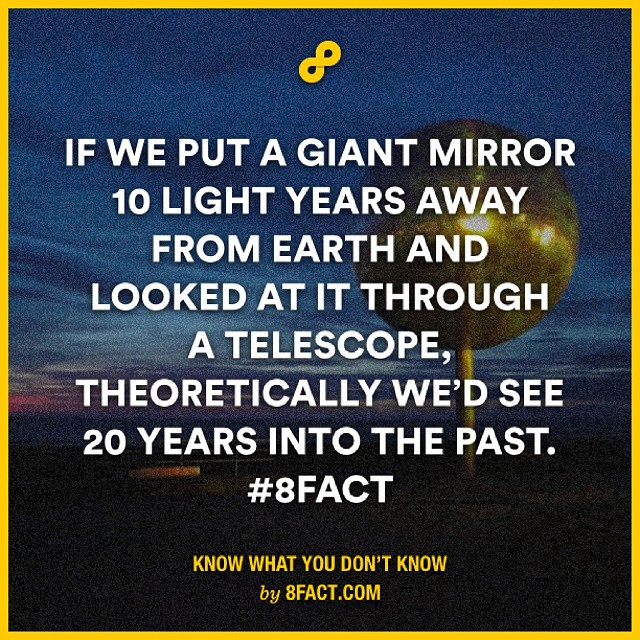 IF WE PUT A GIANT MIRROR
10 LIGHT YEARS AWAY
FROM EARTH AND
LOOKED AT IT THROUGH
A TELESCOPE,
THEORETICALLY WE'D SEE
20 YEARS INTO THE PAST.
#8FACT
KNOW WHAT YOU DON'T KNOW
by 8FACT.COM